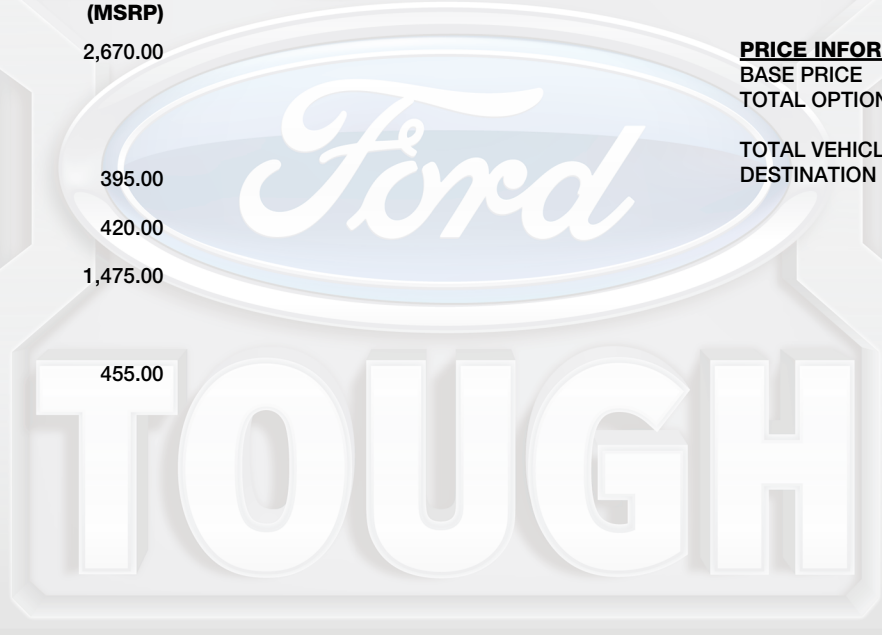 (MSRP)
2,670.00
395.00
420.00
1,475.00
455.00
PRICE INFOR
BASE PRICE
TOTAL OPTION
TOTAL VEHICL
DESTINATION
Ford
TOUGH